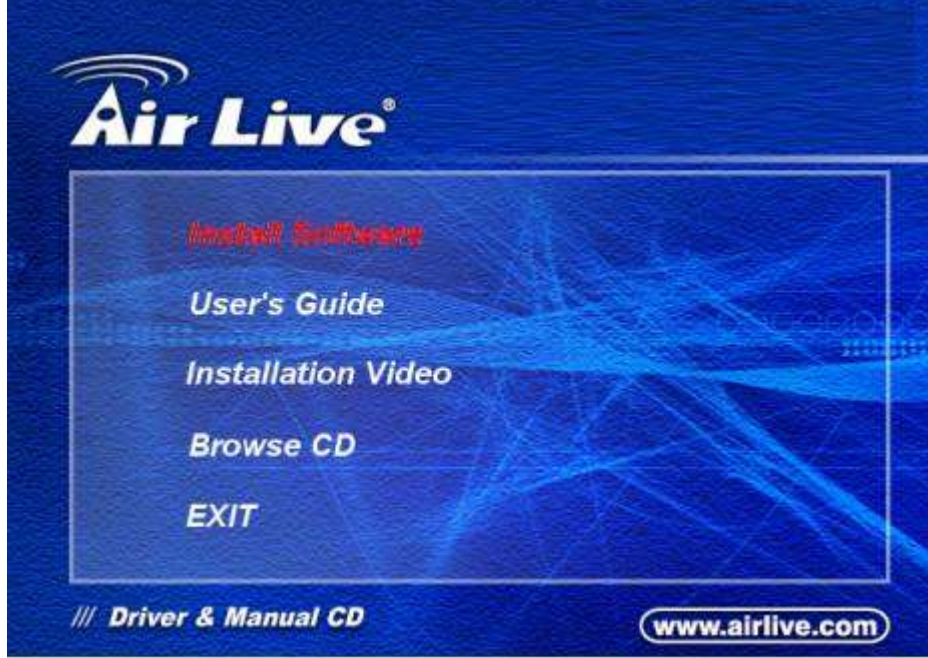 Air Live®
Install Software
User's Guide
Installation Video
Browse CD
EXIT
/// Driver & Manual CD
www.airlive.com